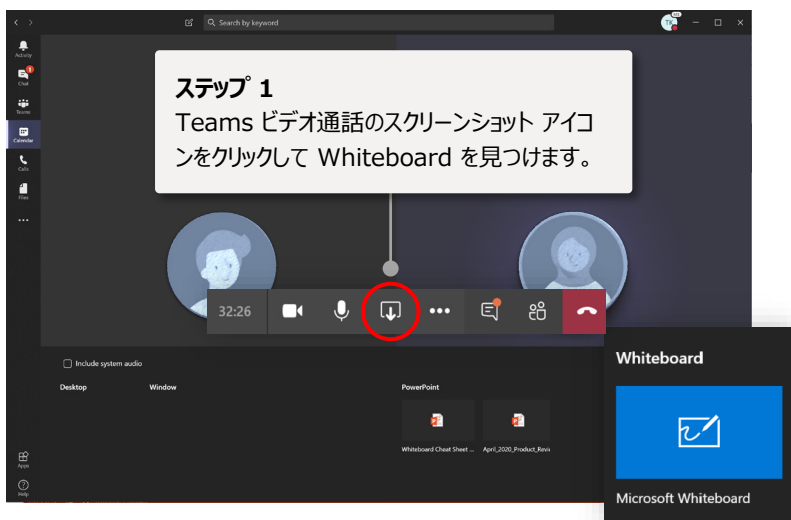 Search by keyword
TK
Activity
Chat
1
Teams
Calendar
Calls
Files
ステップ 1
Teams ビデオ通話のスクリーンショット アイコ
ンをクリックして Whiteboard を見つけます。
32:26
Include system audio
Desktop
Window
PowerPoint
Whiteboard Cheat Sheet ...
April_2020_Product_Revi
Whiteboard
Microsoft Whiteboard
Apps
Help